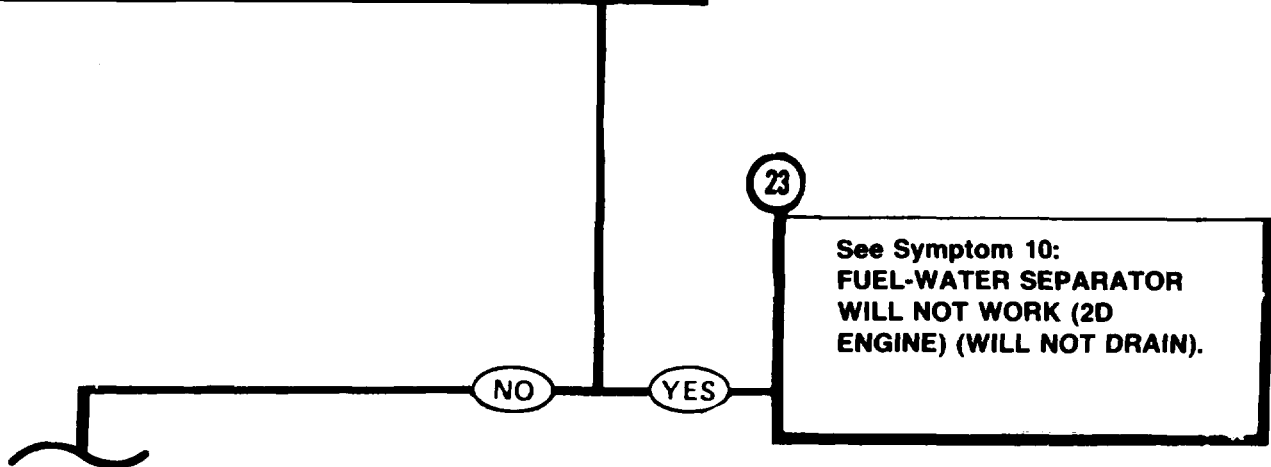 23
See Symptom 10:
FUEL-WATER SEPARATOR
WILL NOT WORK (2D
ENGINE) (WILL NOT DRAIN).
NO
YES